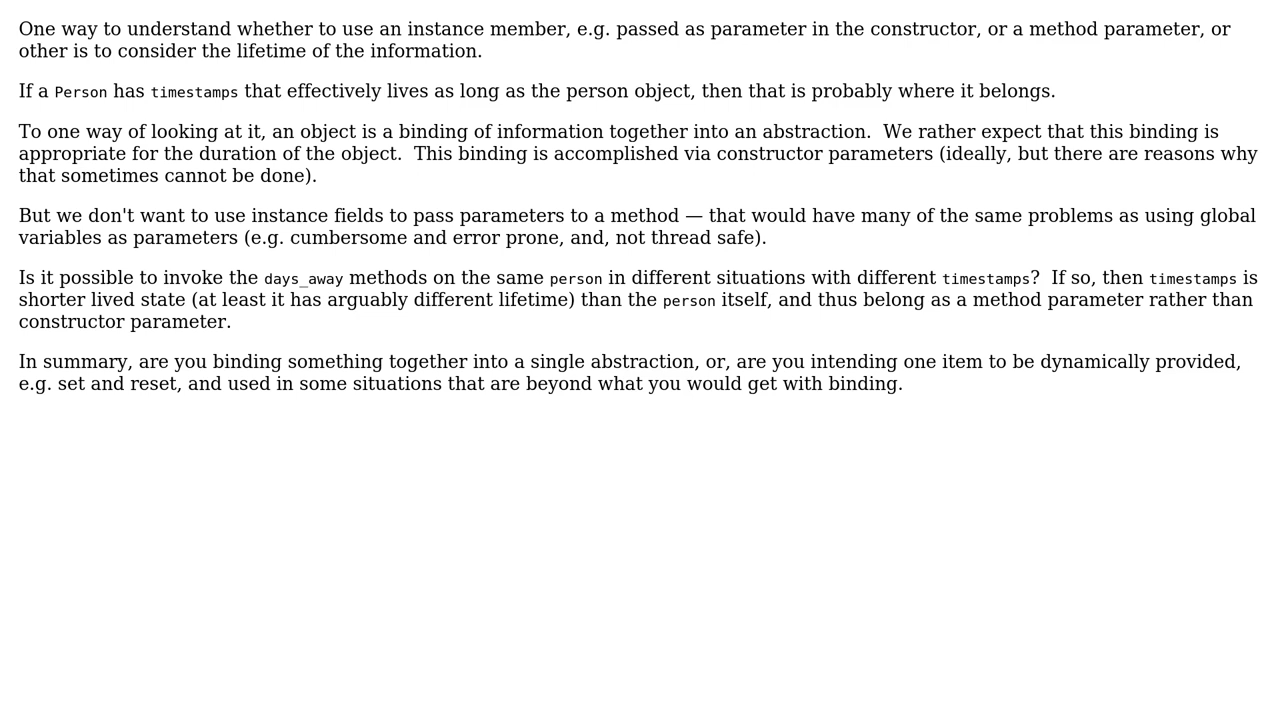 One way to understand whether to use an instance member, e.g. passed as parameter in the constructor, or a method parameter, or
other is to consider the lifetime of the information.
If a Person has timestamps that effectively lives as long as the person object, then that is probably where it belongs.
To one way of looking at it, an object is a binding of information together into an abstraction.  We rather expect that this binding is
appropriate for the duration of the object.  This binding is accomplished via constructor parameters (ideally, but there are reasons why
that sometimes cannot be done).
But we don't want to use instance fields to pass parameters to a method — that would have many of the same problems as using global
variables as parameters (e.g. cumbersome and error prone, and, not thread safe).
Is it possible to invoke the days_away methods on the same person in different situations with different timestamps?  If so, then timestamps is
shorter lived state (at least it has arguably different lifetime) than the person itself, and thus belong as a method parameter rather than
constructor parameter.
In summary, are you binding something together into a single abstraction, or, are you intending one item to be dynamically provided,
e.g. set and reset, and used in some situations that are beyond what you would get with binding.